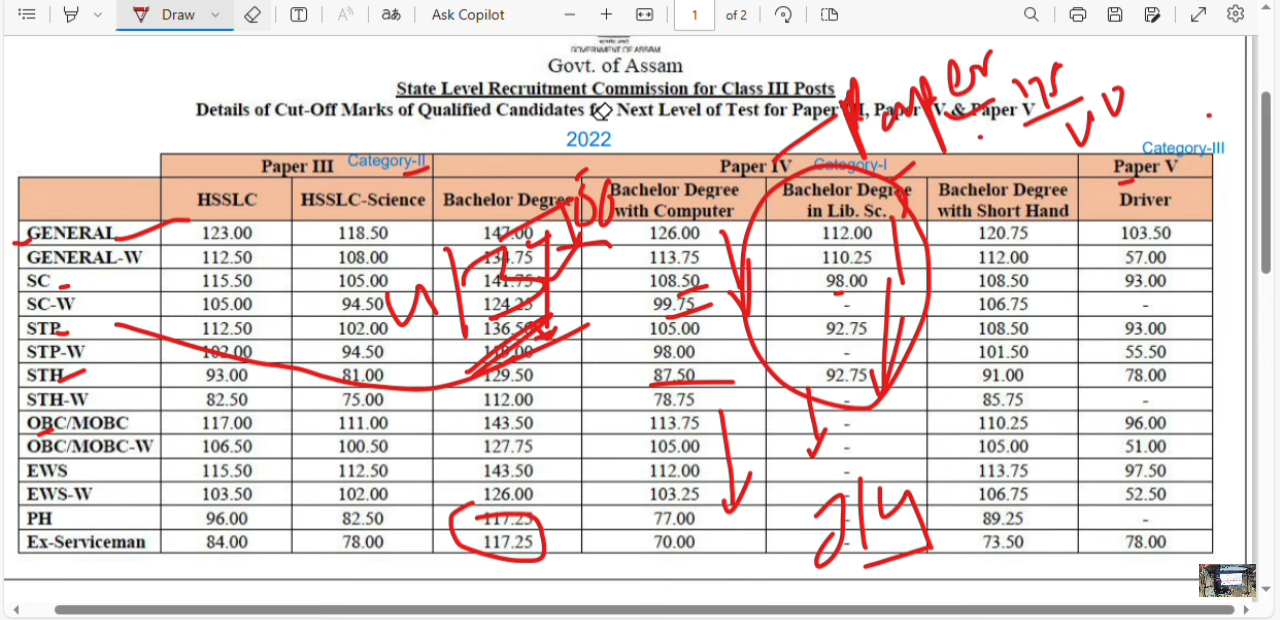 Draw
aあ
Ask Copilot
1 of 2
GOVERNMENT OF ASSAM
Govt. of Assam
State Level Recruitment Commission for Class III Posts
Details of Cut-Off Marks of Qualified Candidates Next Level of Test for Paper & Paper V
Paper
2022
Paper III Category-II Paper IV Category-I Paper V Category-III
HSSLC HSSLC-Science Bachelor Degree Bachelor Degree with Computer Bachelor Degree in Lib. Sc. Bachelor Degree with Short Hand Driver
GENERAL 123.00 118.50 147.00 126.00 112.00 120.75 103.50
GENERAL-W 112.50 108.00 134.75 113.75 110.25 112.00 57.00
SC 115.50 105.00 141.75 108.50 98.00 108.50 93.00
SC-W 105.00 94.50 124.25 99.75 - 106.75 -
STP 112.50 102.00 136.50 105.00 92.75 108.50 93.00
STP-W 102.00 94.50 98.00 - 101.50 55.50
STH 93.00 81.00 129.50 87.50 92.75 91.00 78.00
STH-W 82.50 75.00 112.00 78.75 - 85.75 -
OBC/MOBC 117.00 111.00 143.50 113.75 - 110.25 96.00
OBC/MOBC-W 106.50 100.50 127.75 105.00 - 105.00 51.00
EWS 115.50 112.50 143.50 112.00 - 113.75 97.50
EWS-W 103.50 102.00 126.00 103.25 - 106.75 52.50
PH 96.00 82.50 117.25 77.00 - 89.25 -
Ex-Serviceman 84.00 78.00 117.25 70.00 - 73.50 78.00